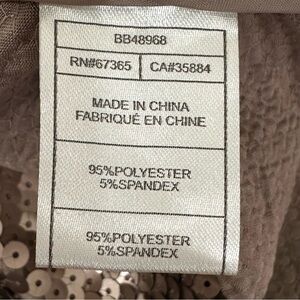 BB48968
RN#67365 CA#35884
MADE IN CHINA
FABRIQUÉ EN CHINE
95%POLYESTER
5%SPANDEX
95%POLYESTER
5%SPANDEX